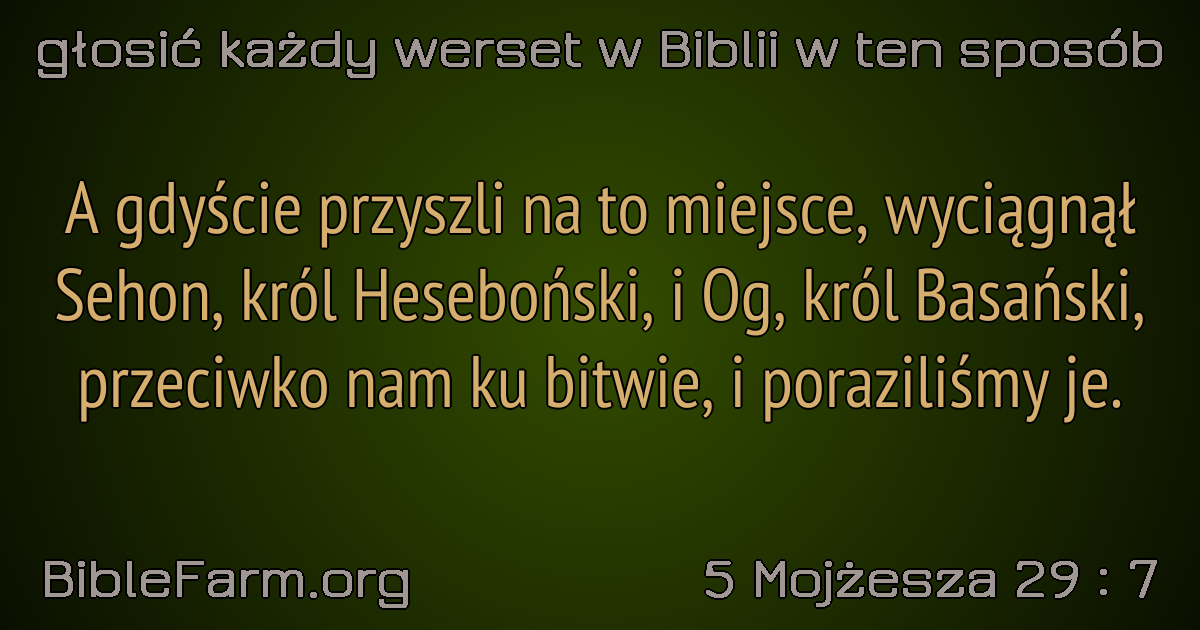 głosić każdy werset w Biblii w ten sposób
A gdyście przyszli na to miejsce, wyciągnął
Sehon, król Heseboński, i Og, król Basański,
przeciwko nam ku bitwie, i poraziliśmy je.
BibleFarm.org
5 Mojżesza 29 : 7